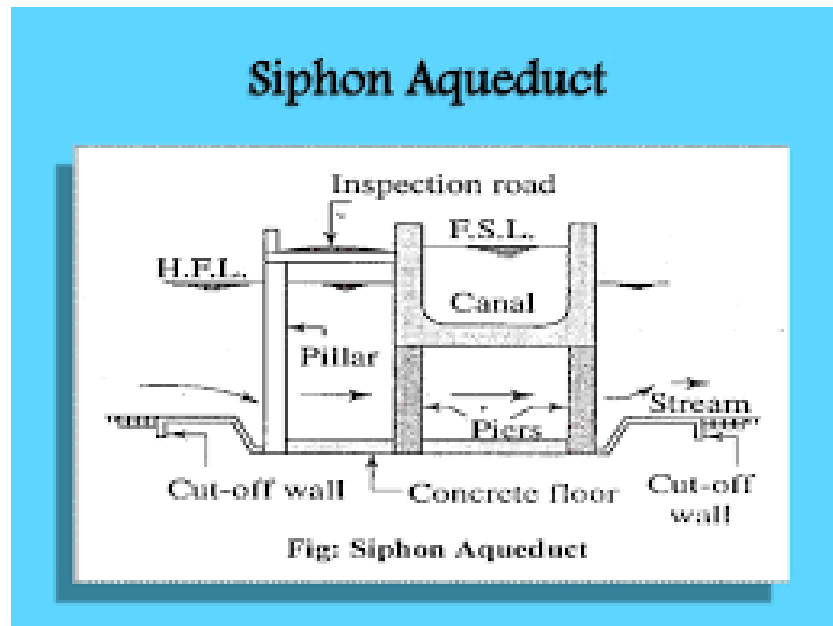 Siphon Aqueduct
Inspection road
F.S.L.
H.F.L.
Canal
Pillar
Stream
Piers
Cut-off wall
Concrete floor
Cut-off
wall
Fig: Siphon Aqueduct